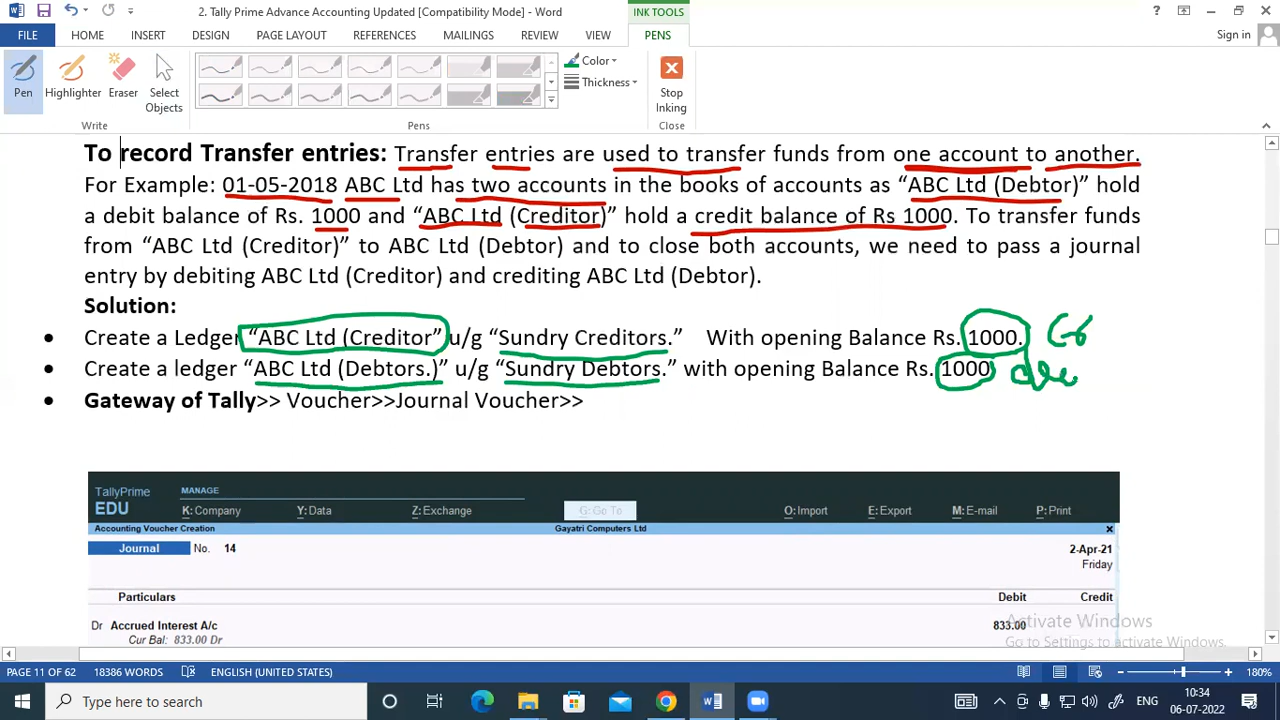 2. Tally Prime Advance Accounting Updated [Compatibility Mode] - Word
INK TOOLS
?
FILE HOME INSERT DESIGN PAGE LAYOUT REFERENCES MAILINGS REVIEW VIEW PENS Sign in
Pen Highlighter Eraser Select Objects
Color
Thickness
Stop Inking
Write Pens Close
To record Transfer entries: Transfer entries are used to transfer funds from one account to another.
For Example: 01-05-2018 ABC Ltd has two accounts in the books of accounts as “ABC Ltd (Debtor)” hold
a debit balance of Rs. 1000 and “ABC Ltd (Creditor)” hold a credit balance of Rs 1000. To transfer funds
from “ABC Ltd (Creditor)” to ABC Ltd (Debtor) and to close both accounts, we need to pass a journal
entry by debiting ABC Ltd (Creditor) and crediting ABC Ltd (Debtor).
Solution:
• Create a Ledger “ABC Ltd (Creditor” u/g “Sundry Creditors.” With opening Balance Rs. 1000.
• Create a ledger “ABC Ltd (Debtors.)” u/g “Sundry Debtors.” with opening Balance Rs. 1000
• Gateway of Tally>> Voucher>>Journal Voucher>>
TallyPrime MANAGE
EDU K: Company Y: Data Z: Exchange G: Go To O: Import E: Export M: E-mail P: Print
Accounting Voucher Creation Gayatri Computers Ltd
Journal No. 14 2-Apr-21
Friday
Particulars Debit Credit
Dr Accrued Interest A/c 833.00
Cur Bal: 833.00 Dr
Activate Windows
Go to Settings to activate Windows.
PAGE 11 OF 62 18386 WORDS ENGLISH (UNITED STATES) 180%
Type here to search ENG 10:34
06-07-2022